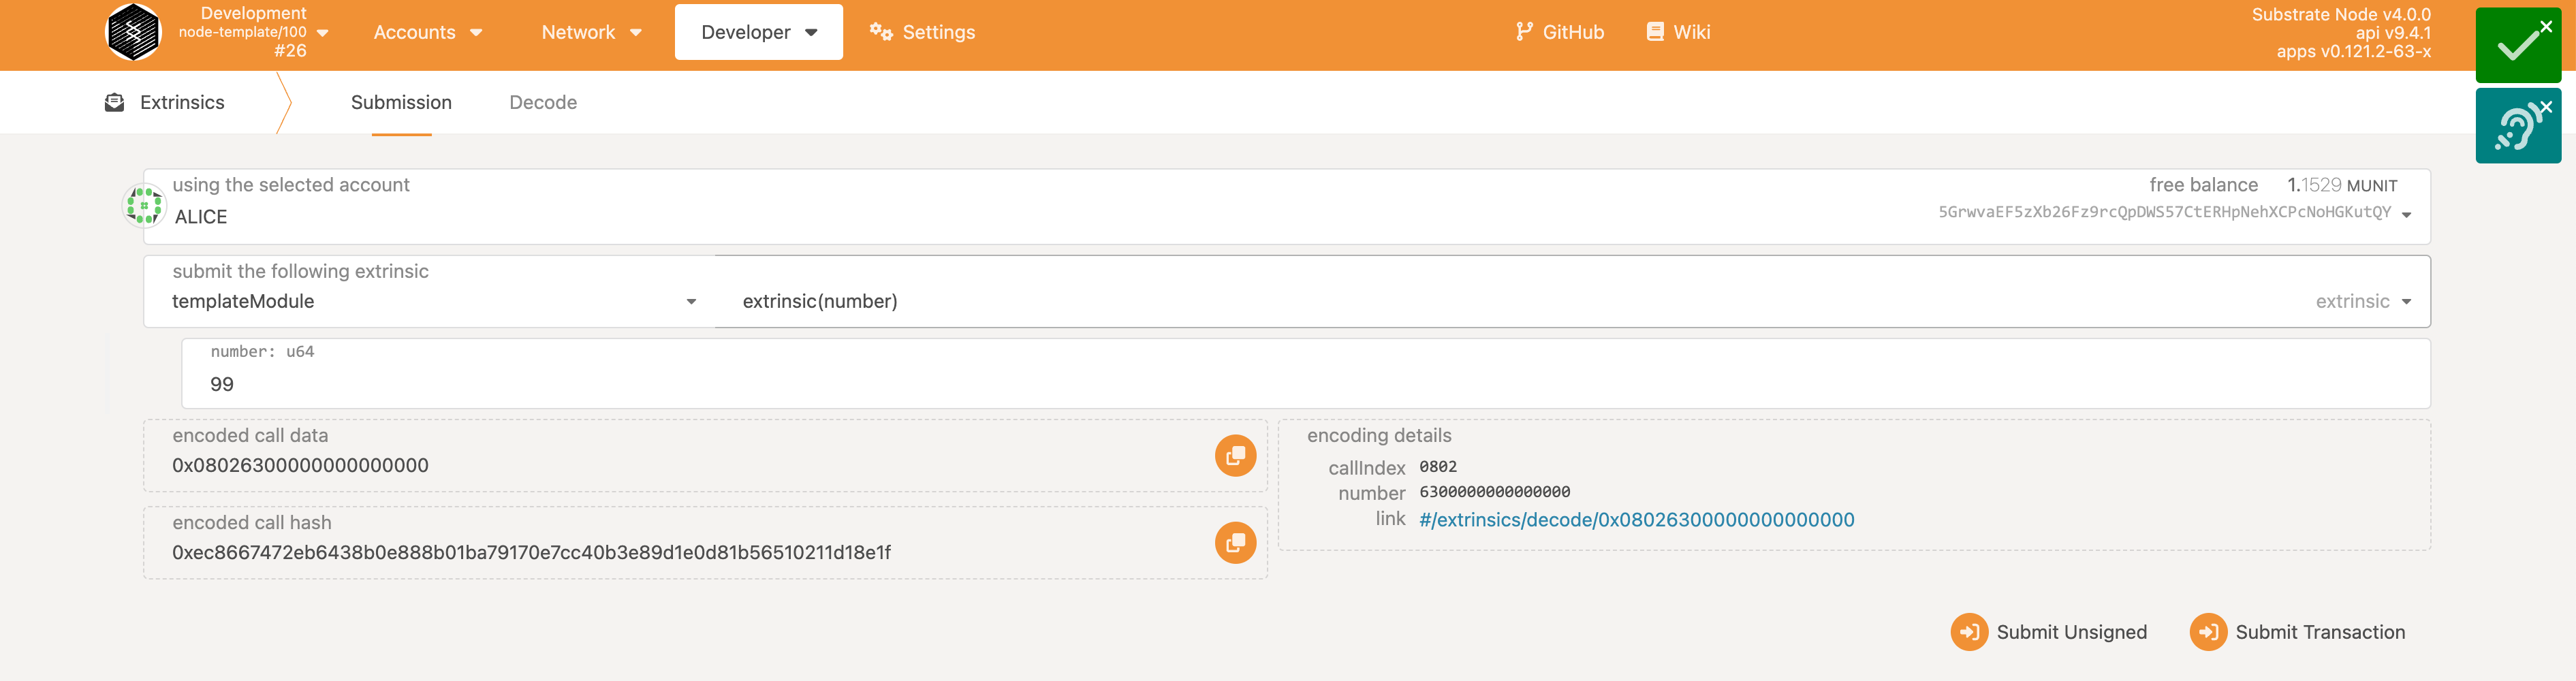 Development
node-template/100
#26
Accounts
Network
Developer
Settings
GitHub
Wiki
Substrate Node v4.0.0
api v9.4.1
apps v0.121.2-63-x
Extrinsics
Submission
Decode
using the selected account
ALICE
free balance 1.1529 MUNIT
5GrwvaEF5zXb26Fz9rcQpDWS57CtERHpNehXCPcNoHGKutQY
submit the following extrinsic
templateModule
extrinsic(number)
extrinsic
number: u64
99
encoded call data
0x08026300000000000000
encoded call hash
0xec8667472eb6438b0e888b01ba79170e7cc40b3e89d1e0d81b56510211d18e1f
encoding details
callIndex 0802
number 6300000000000000
link #/extrinsics/decode/0x08026300000000000000
Submit Unsigned
Submit Transaction